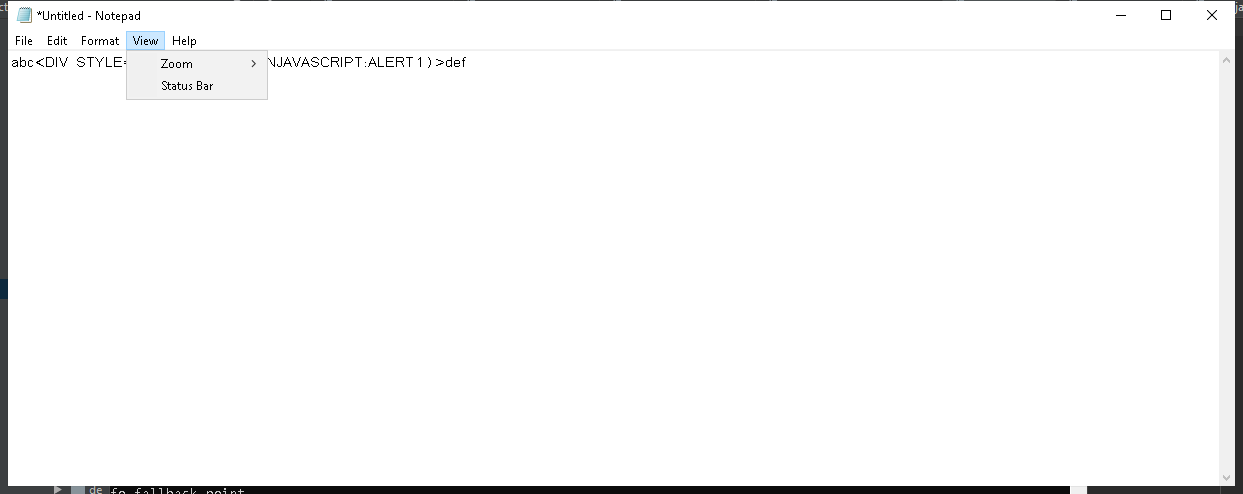 *Untitled - Notepad
File Edit Format View Help
abc<DIV STYLE= NJAVASCRIPT:ALERT1)>def
Zoom
Status Bar
de fo fallback point